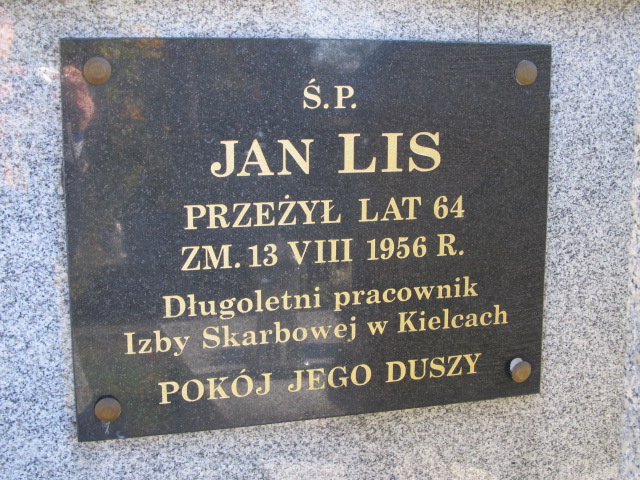 Ś.P.
JAN LIS
PRZEŻYŁ LAT 64
ZM. 13 VIII 1956 R.
Długoletni pracownik
Izby Skarbowej w Kielcach
POKÓJ JEGO DUSZY